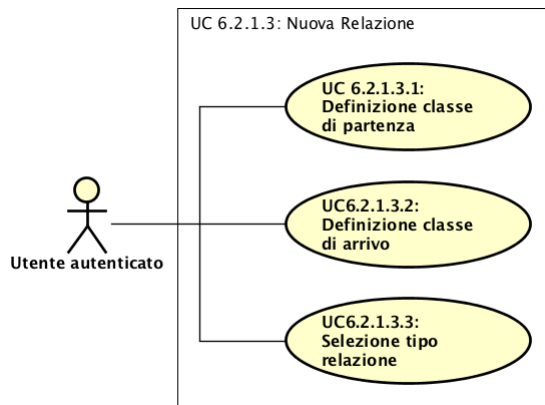 UC 6.2.1.3: Nuova Relazione
UC 6.2.1.3.1:
Definizione classe
di partenza
UC6.2.1.3.2:
Definizione classe
di arrivo
Utente autenticato
UC6.2.1.3.3:
Selezione tipo
relazione